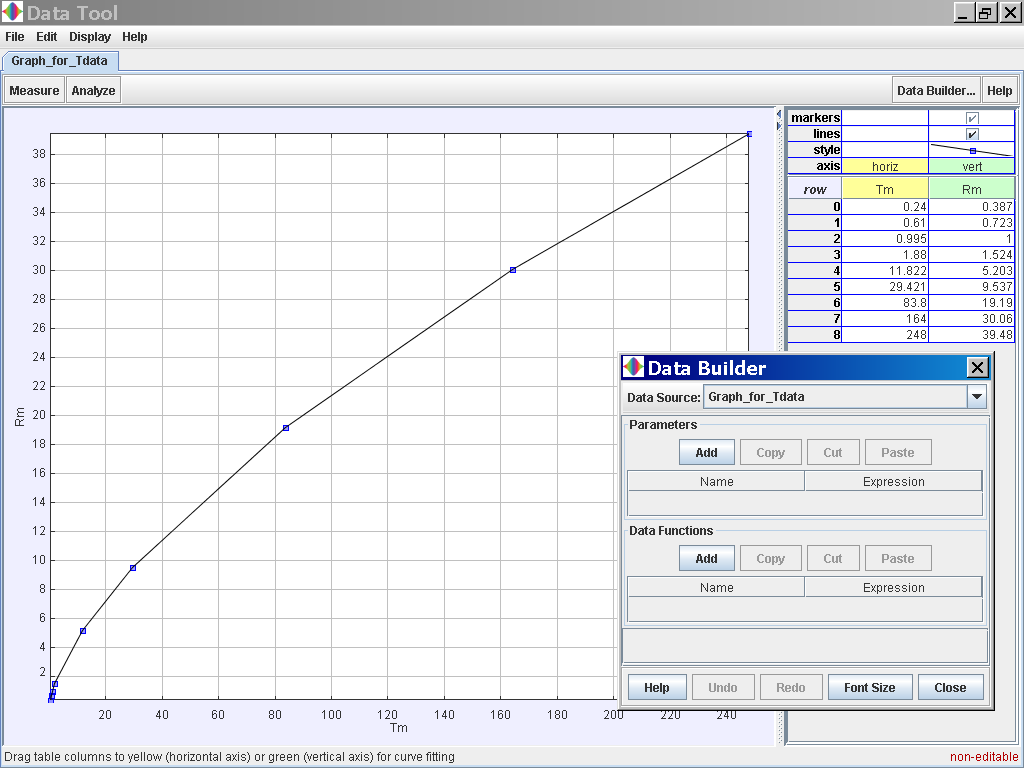 Data Tool
File Edit Display Help
Graph_for_Tdata
Measure Analyze Data Builder... Help
38
36
34
32
30
28
26
24
22
20
18
16
14
12
10
8
6
4
2
Rm
20 40 60 80 100 120 140 160 180 200 220 240
Tm
markers
lines
style
axis horiz vert
row Tm Rm
0 0.24 0.387
1 0.61 0.723
2 0.995 1
3 1.88 1.524
4 11.822 5.203
5 29.421 9.537
6 83.8 19.19
7 164 30.06
8 248 39.48
Data Builder
Data Source: Graph_for_Tdata
Parameters
Add Copy Cut Paste
Name Expression
Data Functions
Add Copy Cut Paste
Name Expression
Help Undo Redo Font Size Close
Drag table columns to yellow (horizontal axis) or green (vertical axis) for curve fitting non-editable